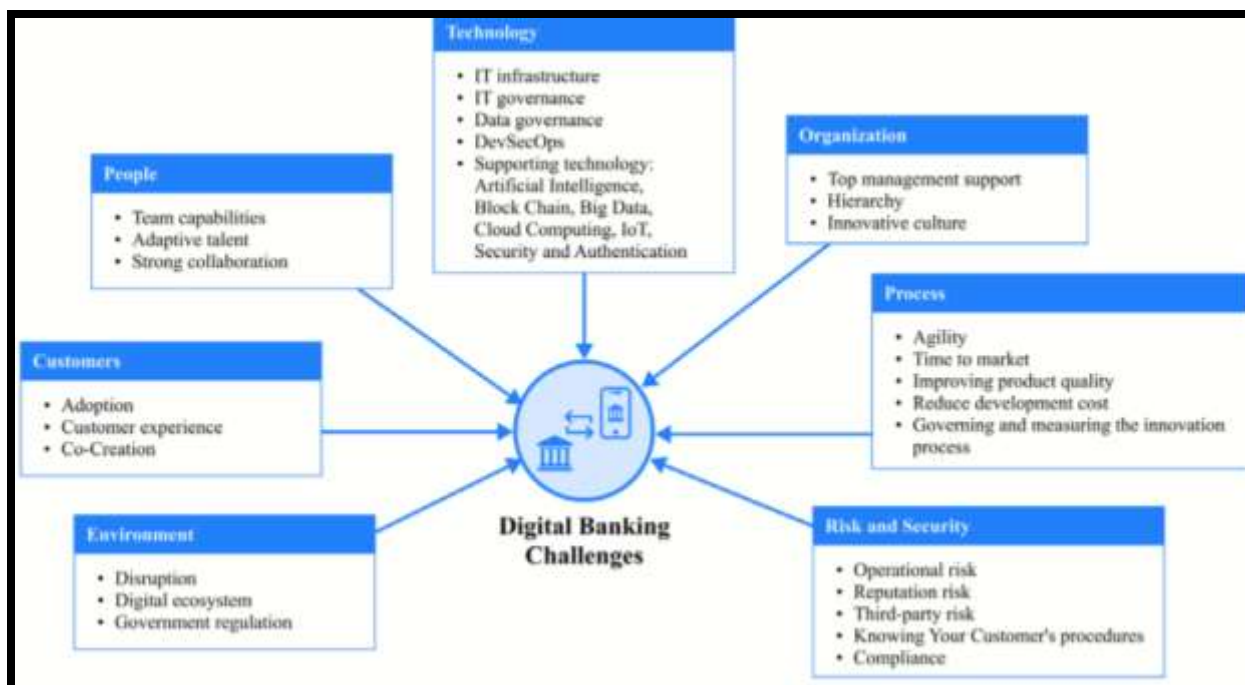 Technology
• IT infrastructure
• IT governance
• Data governance
• DevSecOps
• Supporting technology:
Artificial Intelligence,
Block Chain, Big Data,
Cloud Computing, IoT,
Security and Authentication
Organization
• Top management support
• Hierarchy
• Innovative culture
People
• Team capabilities
• Adaptive talent
• Strong collaboration
Process
• Agility
• Time to market
• Improving product quality
• Reduce development cost
• Governing and measuring the innovation
process
Customers
• Adoption
• Customer experience
• Co-Creation
Digital Banking
Challenges
Environment
• Disruption
• Digital ecosystem
• Government regulation
Risk and Security
• Operational risk
• Reputation risk
• Third-party risk
• Knowing Your Customer's procedures
• Compliance